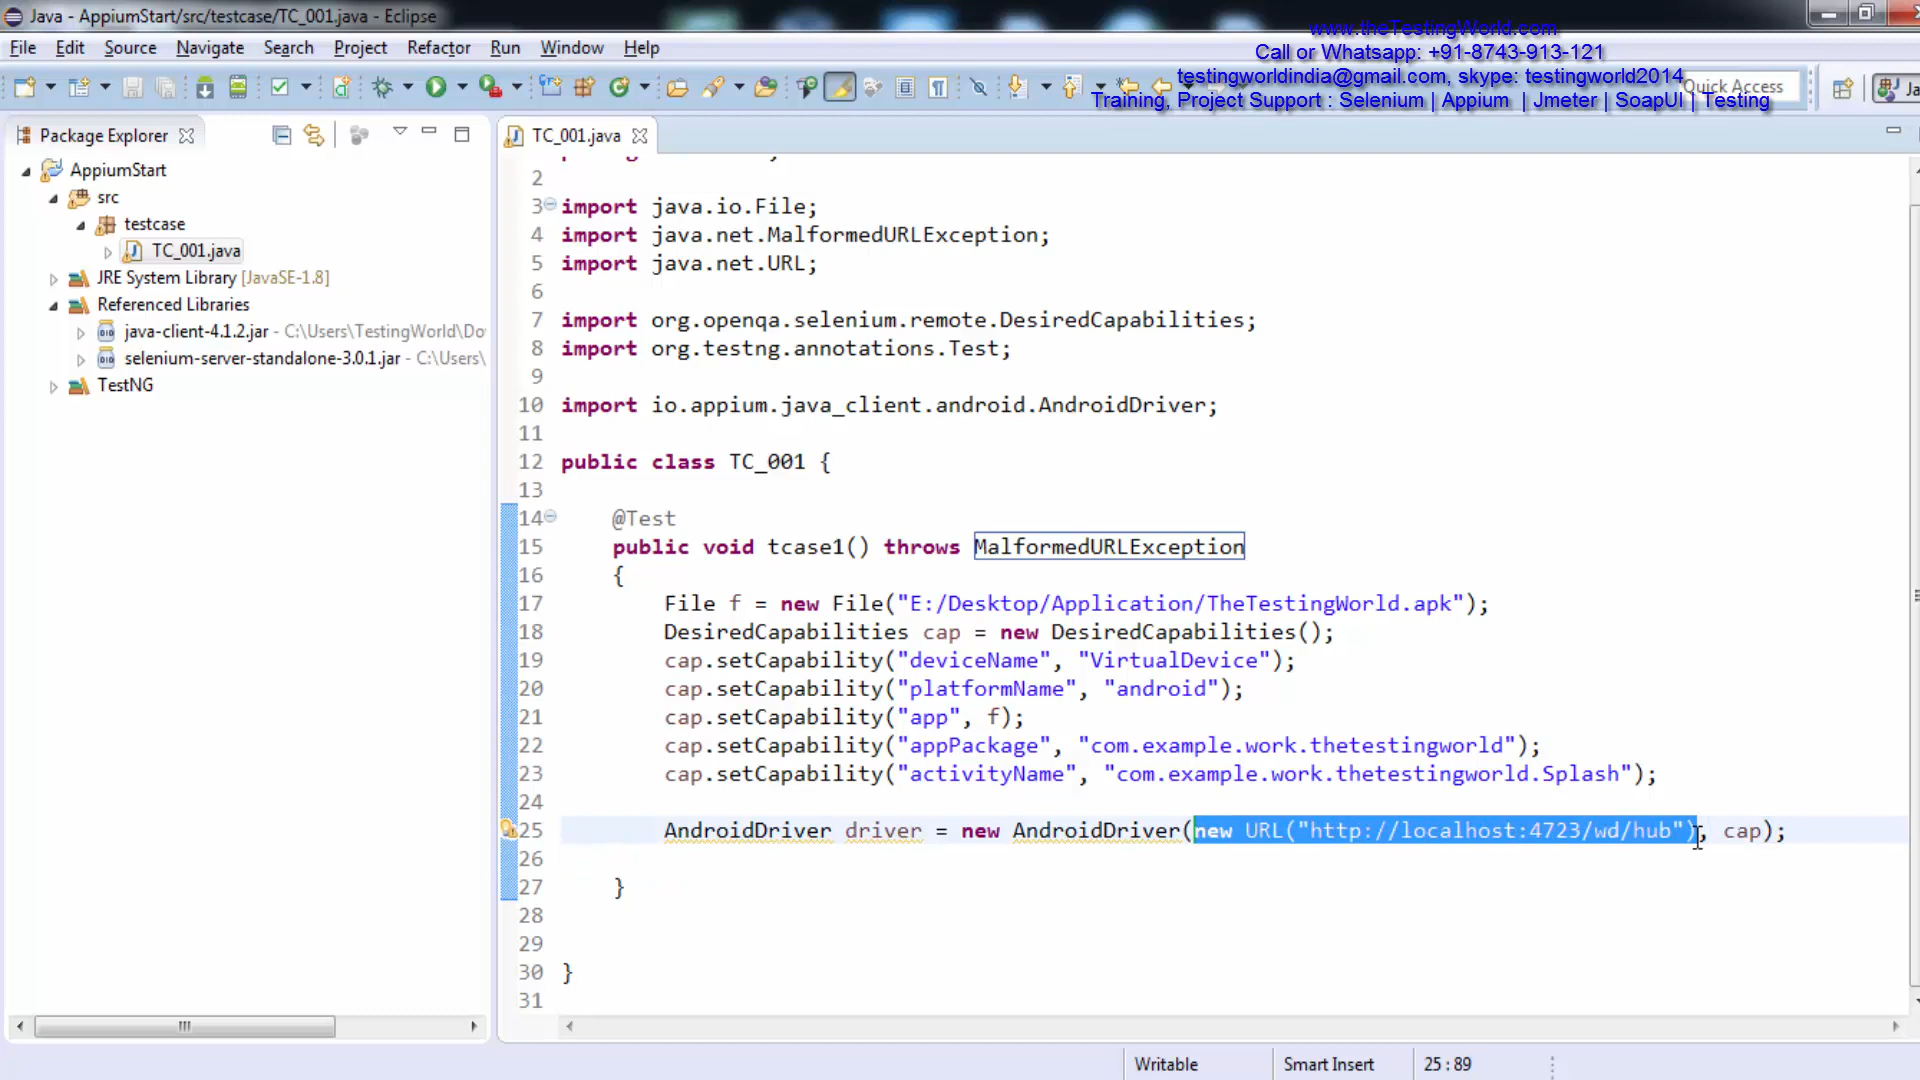 Java - AppiumStart/src/testcase/TC_001.java - Eclipse
www.theTestingWorld.com
Call or Whatsapp: +91-8743-913-121
testingworldindia@gmail.com, skype: testingworld2014
Training, Project Support : Selenium | Appium | Jmeter | SoapUI | Testing
File Edit Source Navigate Search Project Refactor Run Window Help
Quick Access
Ja
Package Explorer
AppiumStart
src
testcase
TC_001.java
JRE System Library [JavaSE-1.8]
Referenced Libraries
java-client-4.1.2.jar - C:\Users\TestingWorld\Do
selenium-server-standalone-3.0.1.jar - C:\Users\
TestNG
TC_001.java
2
3 import java.io.File;
4 import java.net.MalformedURLException;
5 import java.net.URL;
6
7 import org.openqa.selenium.remote.DesiredCapabilities;
8 import org.testng.annotations.Test;
9
10 import io.appium.java_client.android.AndroidDriver;
11
12 public class TC_001 {
13
14 @Test
15 public void tcase1() throws MalformedURLException
16 {
17 File f = new File("E:/Desktop/Application/TheTestingWorld.apk");
18 DesiredCapabilities cap = new DesiredCapabilities();
19 cap.setCapability("deviceName", "VirtualDevice");
20 cap.setCapability("platformName", "android");
21 cap.setCapability("app", f);
22 cap.setCapability("appPackage", "com.example.work.thetestingworld");
23 cap.setCapability("activityName", "com.example.work.thetestingworld.Splash");
24
25 AndroidDriver driver = new AndroidDriver(new URL("http://localhost:4723/wd/hub"), cap);
26
27 }
28
29
30 }
31
Writable Smart Insert 25 : 89